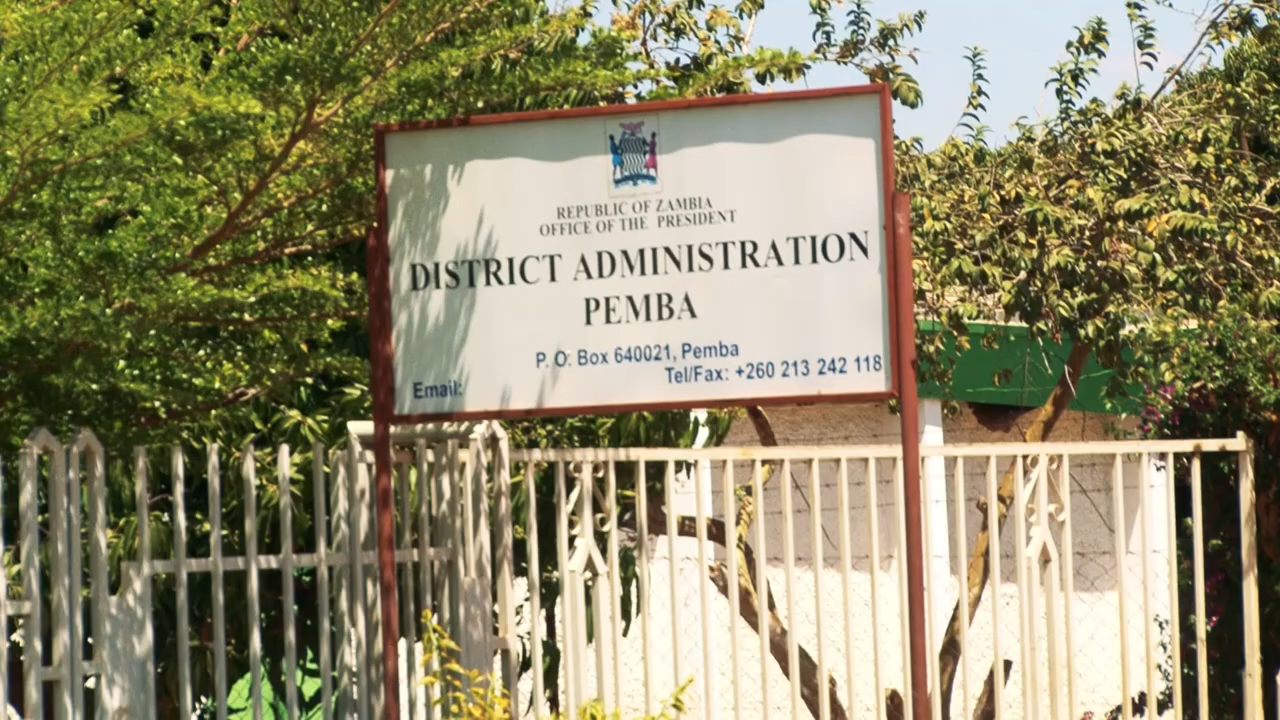 REPUBLIC OF ZAMBIA
OFFICE OF THE PRESIDENT
DISTRICT ADMINISTRATION
PEMBA
P. O. Box 640021, Pemba
Tel/Fax: +260 213 242 118
Email: